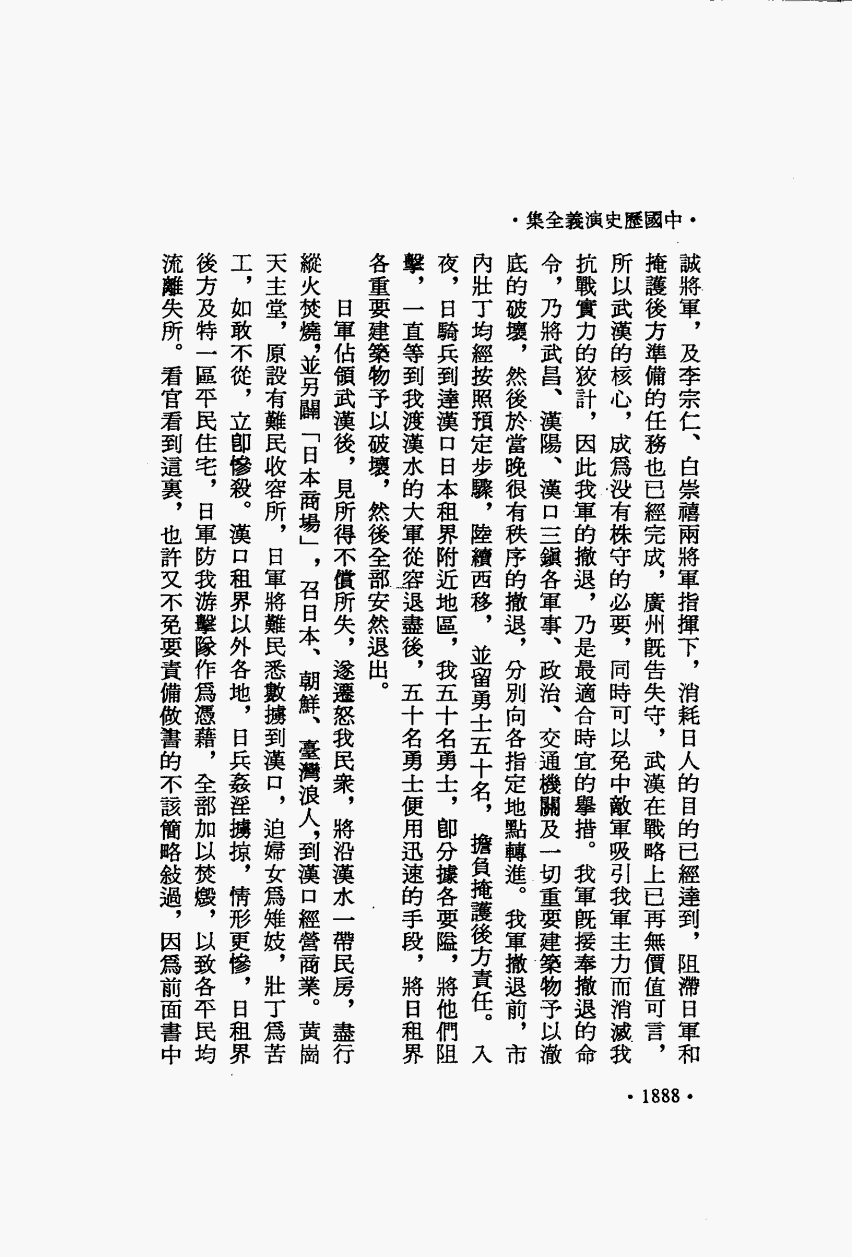 ·中國歷史演義全集·
誠將軍，及李宗仁、白崇禧兩將軍指揮下，消耗日人的目的已經達到，阻滯日軍和
掩護後方準備的任務也已經完成，廣州旣告失守，武漢在戰略上已再無價值可言，
所以武漢的核心，成爲没有株守的必要，同時可以免中敵軍吸引我軍主力而消滅我
抗戰實力的狡計，因此我軍的撤退，乃是最適合時宜的擧措。我軍旣接奉撤退的命
令，乃將武昌、漢陽、漢口三鎭各軍事、政治、交通機關及一切重要建築物予以澈
底的破壞，然後於當晚很有秩序的撤退，分別向各指定地點轉進。我軍撤退前，市
內壯丁均經按照預定步驟，陸續西移，並留勇士五十名，擔負掩護後方責任。入
夜，日騎兵到達漢口日本租界附近地區，我五十名勇士，卽分據各要隘，將他們阻
擊，一直等到我渡漢水的大軍從容退盡後，五十名勇士便用迅速的手段，將日租界
各重要建築物予以破壞，然後全部安然退出。
日軍佔領武漢後，見所得不償所失，遂遷怒我民衆，將沿漢水一帶民房，盡行
縱火焚燒，並另闢「日本商場」，召日本、朝鮮、臺灣浪人，到漢口經營商業。黃崗
天主堂，原設有難民收容所，日軍將難民悉數擄到漢口，迫婦女爲雉妓，壯丁爲苦
工，如敢不從，立卽慘殺。漢口租界以外各地，日兵姦淫擄掠，情形更慘，日租界
後方及特一區平民住宅，日軍防我游擊隊作爲憑藉，全部加以焚燬，以致各平民均
流離失所。看官看到這裏，也許又不免要責備做書的不該簡略敍過，因爲前面書中
·1888·